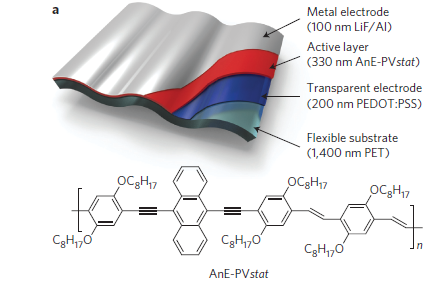 a
Metal electrode
(100 nm LiF/Al)
Active layer
(330 nm AnE-PVstat)
Transparent electrode
(200 nm PEDOT:PSS)
Flexible substrate
(1,400 nm PET)
OC8H17
OC8H17
OC8H17
C8H17O
C8H17O
C8H17O
n
AnE-PVstat